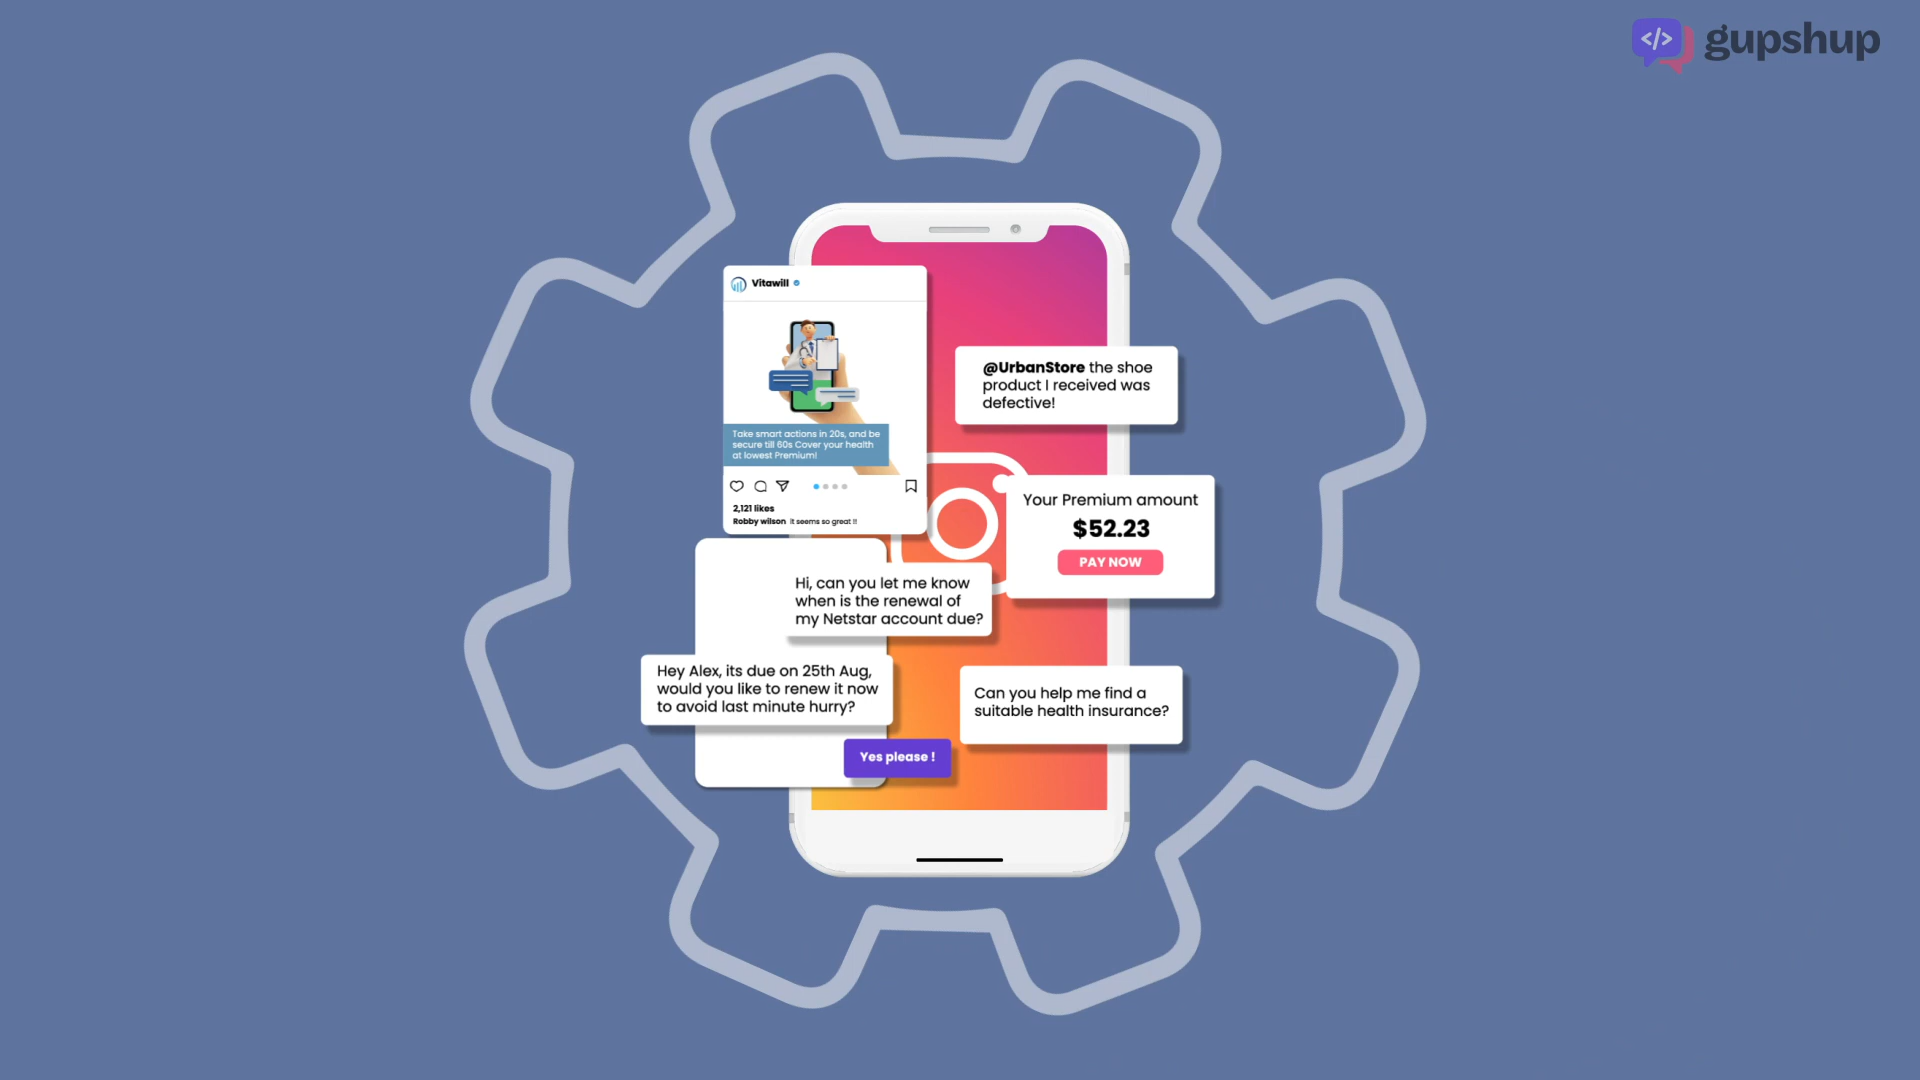 </> gupshup
Vitawill
Take smart actions in 20s, and be
secure till 60s Cover your health
at lowest Premium!
2,121 likes
Robby wilson it seems so great !!
@UrbanStore the shoe
product I received was
defective!
Your Premium amount
$52.23
PAY NOW
Hi, can you let me know
when is the renewal of
my Netstar account due?
Hey Alex, its due on 25th Aug,
would you like to renew it now
to avoid last minute hurry?
Yes please !
Can you help me find a
suitable health insurance?